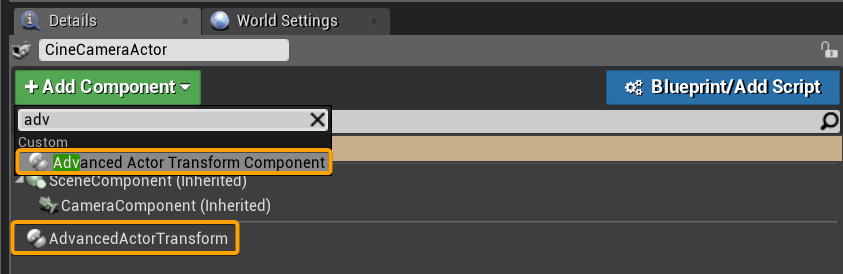 Details
World Settings
CineCameraActor
+ Add Component
Blueprint/Add Script
adv
Custom
Advanced Actor Transform Component
SceneComponent (Inherited)
CameraComponent (Inherited)
AdvancedActorTransform